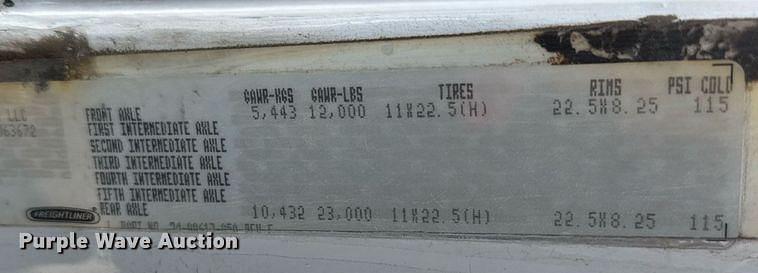 GAWR-KGS GAWR-LBS TIRES RIMS PSI COLD
LLC FRONT AXLE 5,443 12,000 11X22.5(H) 22.5X8.25 115
FIRST INTERMEDIATE AXLE
SECOND INTERMEDIATE AXLE
THIRD INTERMEDIATE AXLE
FOURTH INTERMEDIATE AXLE
FIFTH INTERMEDIATE AXLE
FREIGHTLINER REAR AXLE 10,432 23,000 11X22.5(H) 22.5X8.25 115
Purple Wave Auction